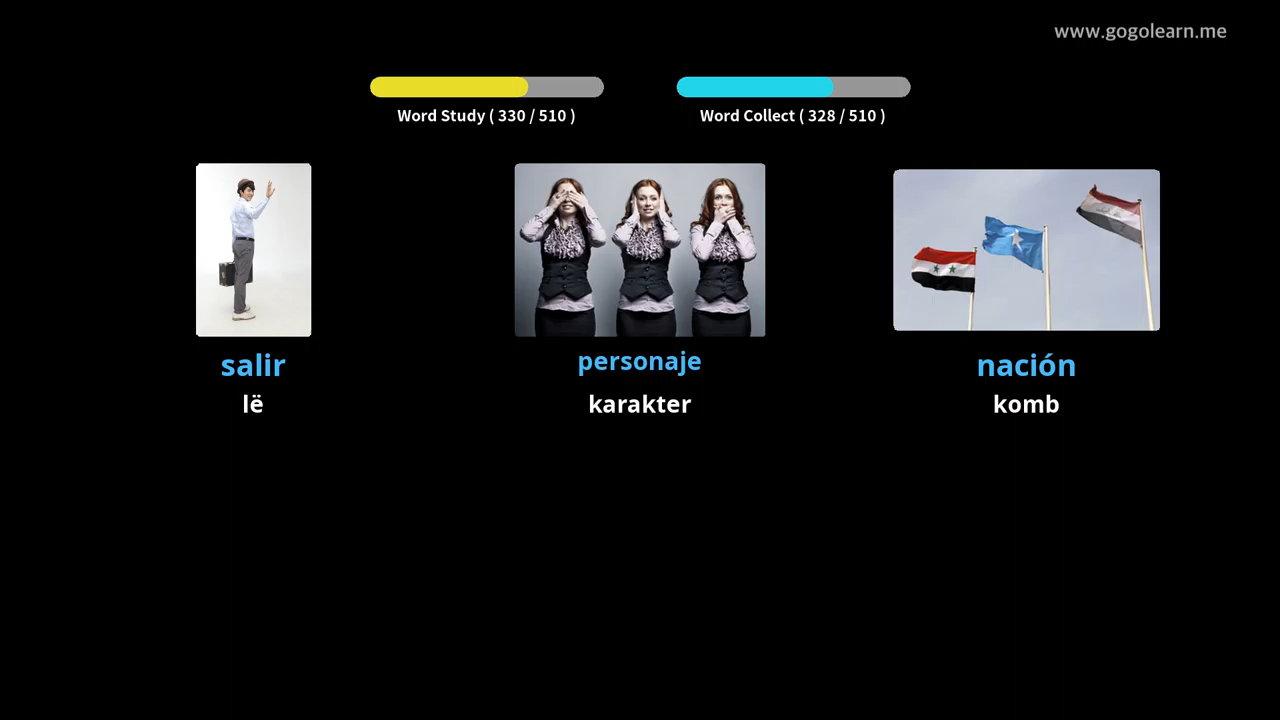 www.gogolearn.me
Word Study ( 330 / 510 )
Word Collect ( 328 / 510 )
salir
lë
personaje
karakter
nación
komb